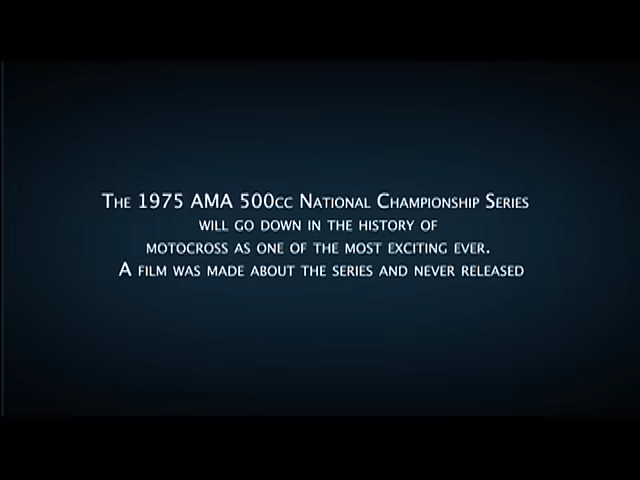 The 1975 AMA 500cc National Championship Series
will go down in the history of
motocross as one of the most exciting ever.
A film was made about the series and never released